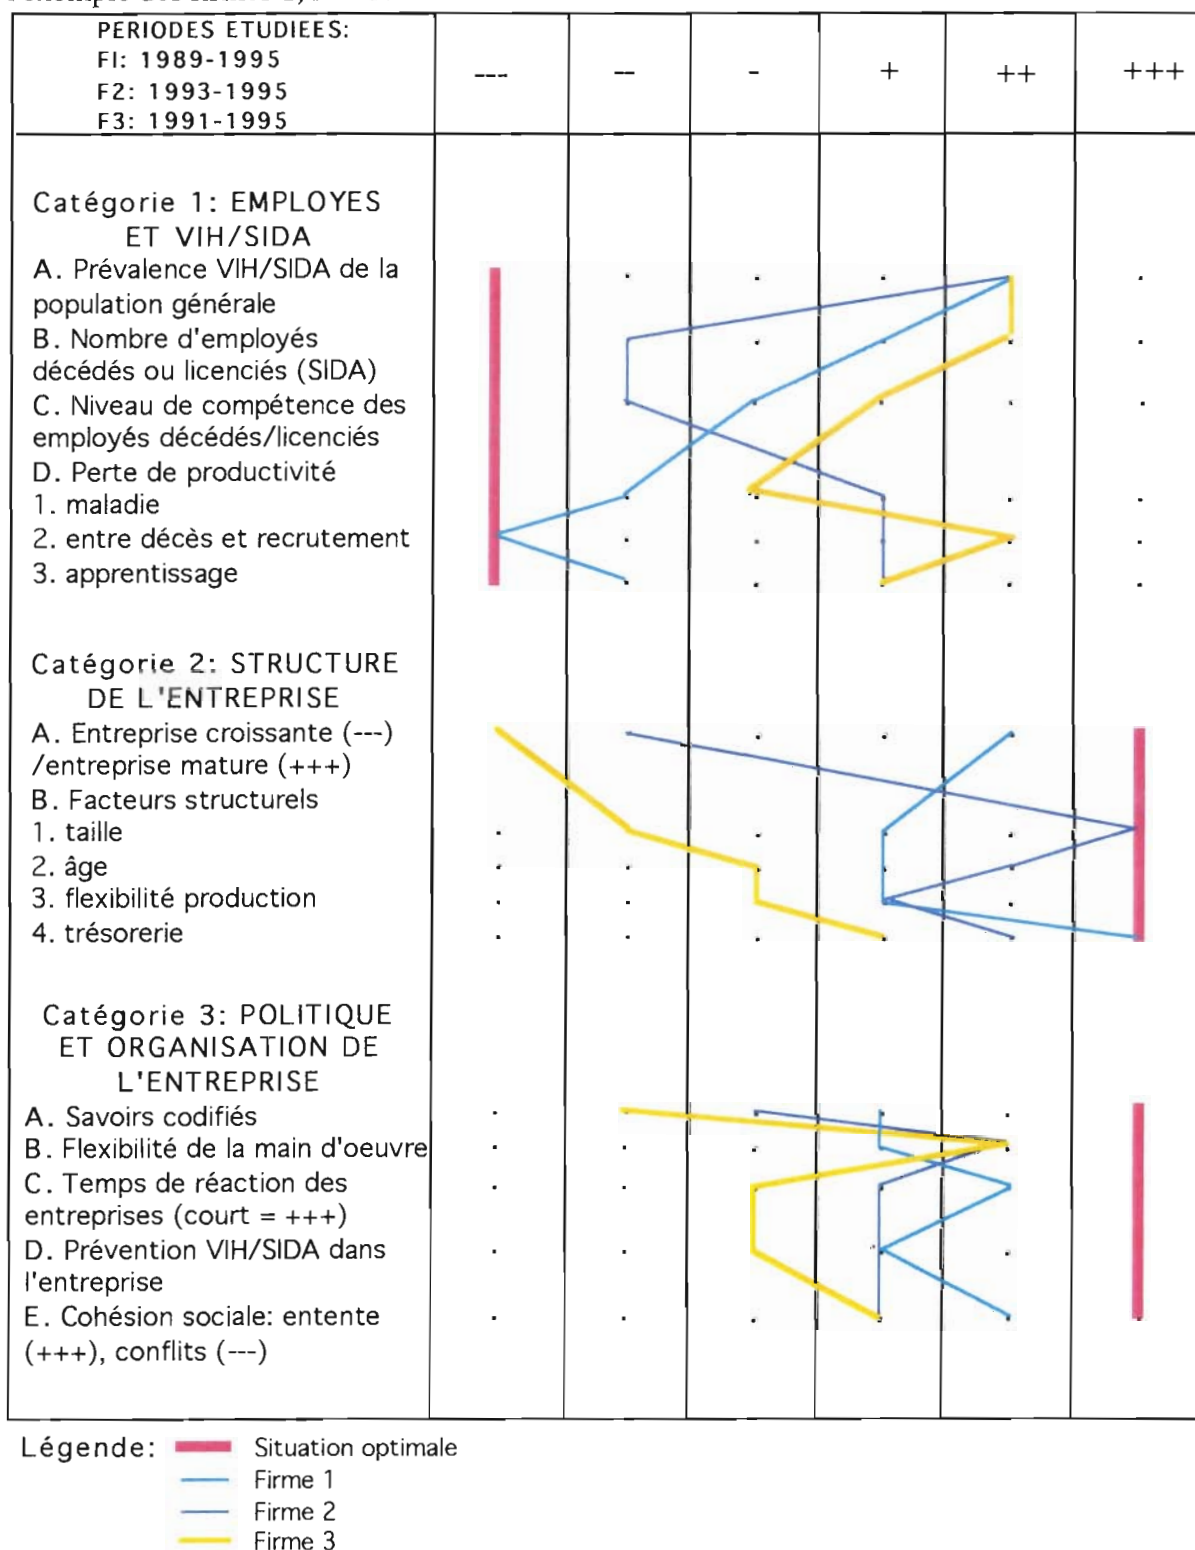 PERIODES ETUDIEES:
FI: 1989-1995
F2: 1993-1995
F3: 1991-1995
--- -- - + ++ +++
Catégorie 1: EMPLOYES
ET VIH/SIDA
A. Prévalence VIH/SIDA de la
population générale
B. Nombre d'employés
décédés ou licenciés (SIDA)
C. Niveau de compétence des
employés décédés/licenciés
D. Perte de productivité
1. maladie
2. entre décès et recrutement
3. apprentissage
Catégorie 2: STRUCTURE
DE L'ENTREPRISE
A. Entreprise croissante (---)
/entreprise mature (+++)
B. Facteurs structurels
1. taille
2. âge
3. flexibilité production
4. trésorerie
Catégorie 3: POLITIQUE
ET ORGANISATION DE
L'ENTREPRISE
A. Savoirs codifiés
B. Flexibilité de la main d'oeuvre
C. Temps de réaction des
entreprises (court = +++)
D. Prévention VIH/SIDA dans
l'entreprise
E. Cohésion sociale: entente
(+++), conflits (---)
Légende: Situation optimale
Firme 1
Firme 2
Firme 3